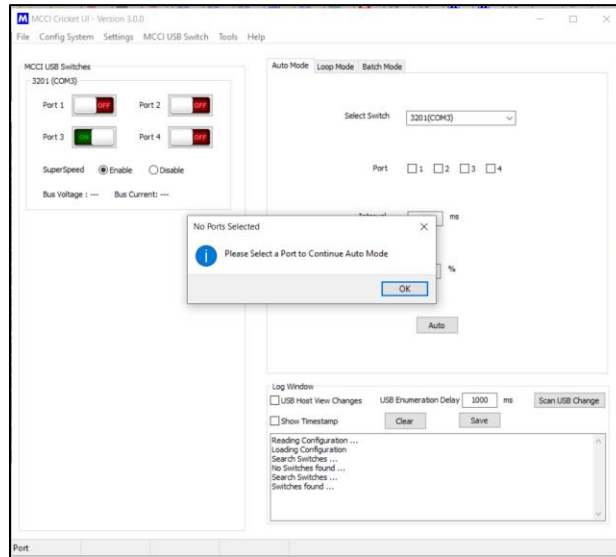 MCCI Cricket UI - Version 3.0.0
File Config System Settings MCCI USB Switch Tools Help
MCCI USB Switches
3201 (COM3)
Port 1 OFF Port 2 OFF
Port 3 ON Port 4 OFF
SuperSpeed Enable Disable
Bus Voltage : --- Bus Current: ---
Auto Mode Loop Mode Batch Mode
Select Switch 3201(COM3)
Port 1 2 3 4
ms
%
Auto
No Ports Selected
Please Select a Port to Continue Auto Mode
OK
Log Window
USB Host View Changes USB Enumeration Delay 1000 ms Scan USB Change
Show Timestamp Clear Save
Reading Configuration ...
Loading Configuration
Search Switches ...
No Switches found ...
Search Switches ...
Switches found ...
Port